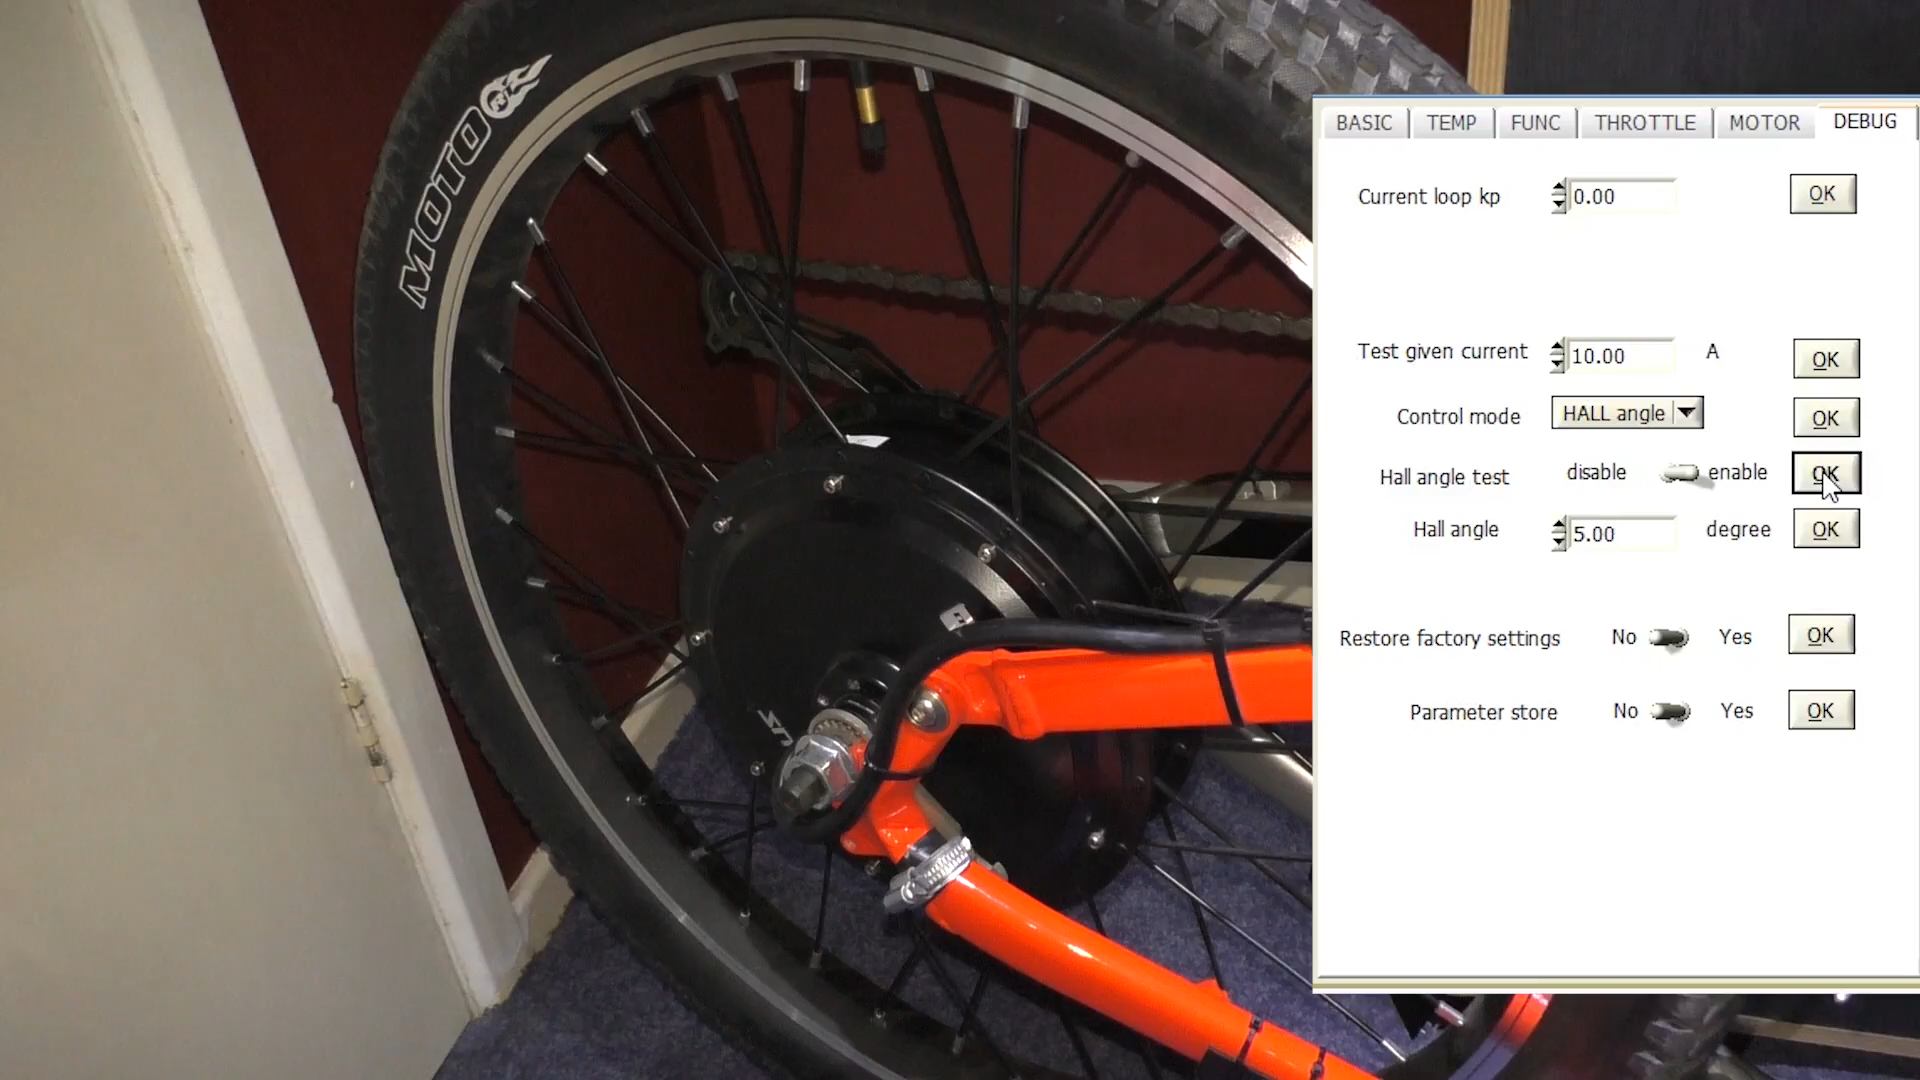 MOTO
BASIC TEMP FUNC THROTTLE MOTOR DEBUG
Current loop kp 0.00 OK
Test given current 10.00 A OK
Control mode HALL angle OK
Hall angle test disable enable OK
Hall angle 5.00 degree OK
Restore factory settings No Yes OK
Parameter store No Yes OK